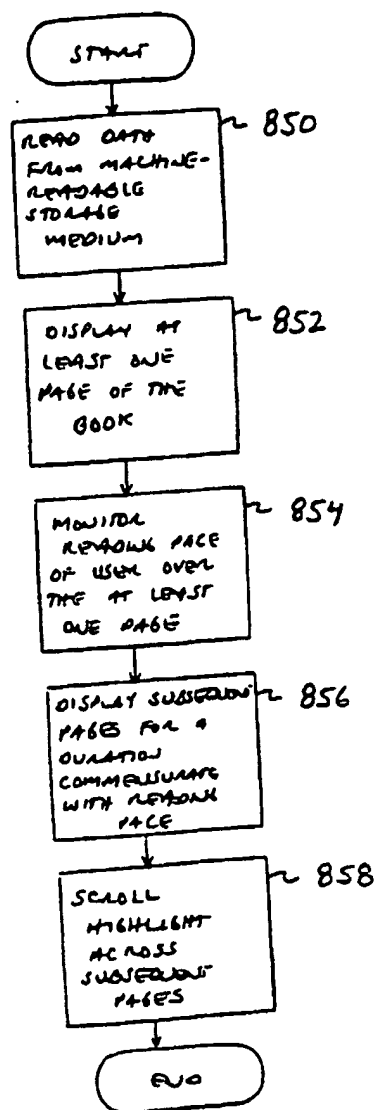 START
READ DATA
FROM MACHINE-
READABLE
STORAGE
MEDIUM
850
DISPLAY AT
LEAST ONE
PAGE OF THE
BOOK
852
MONITOR
READING PACE
OF USER OVER
THE AT LEAST
ONE PAGE
854
DISPLAY SUBSEQUENT
PAGES FOR A
DURATION
COMMENSURATE
WITH READING
PACE
856
SCROLL
HIGHLIGHT
ACROSS
SUBSEQUENT
PAGES
858
END